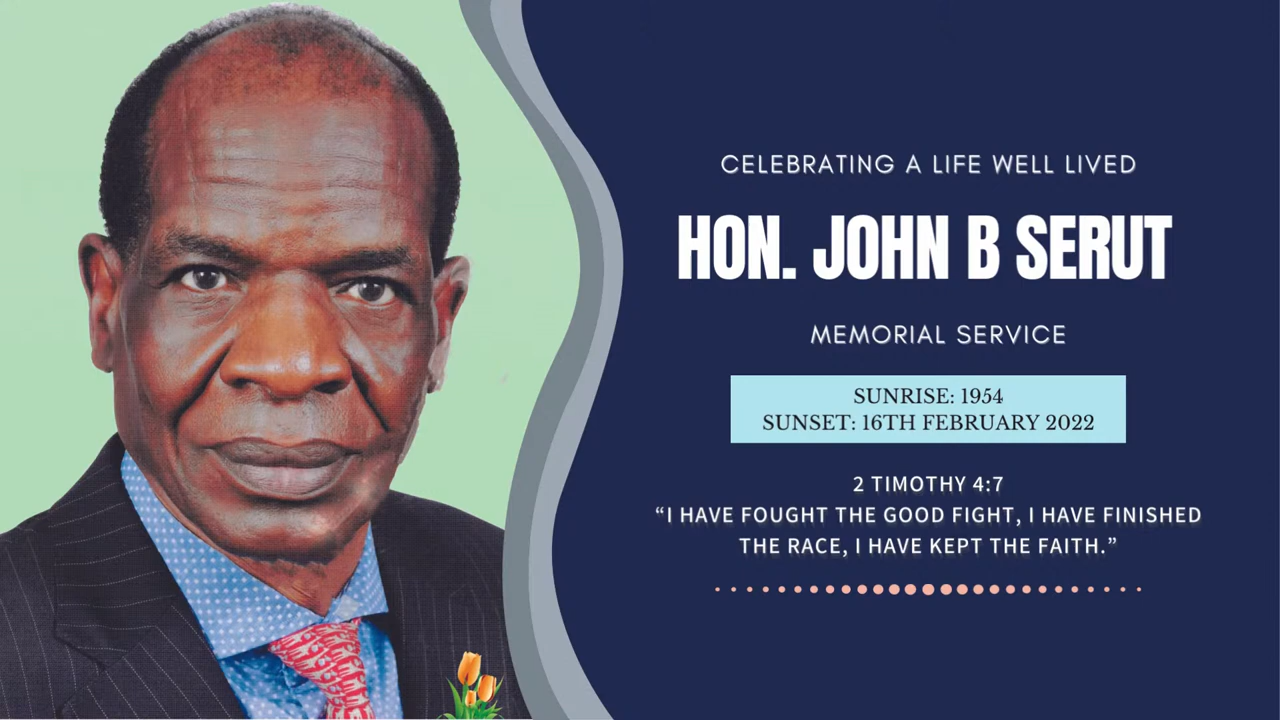 CELEBRATING A LIFE WELL LIVED
HON. JOHN B SERUT
MEMORIAL SERVICE
SUNRISE: 1954
SUNSET: 16TH FEBRUARY 2022
2 TIMOTHY 4:7
“I HAVE FOUGHT THE GOOD FIGHT, I HAVE FINISHED
THE RACE, I HAVE KEPT THE FAITH.”